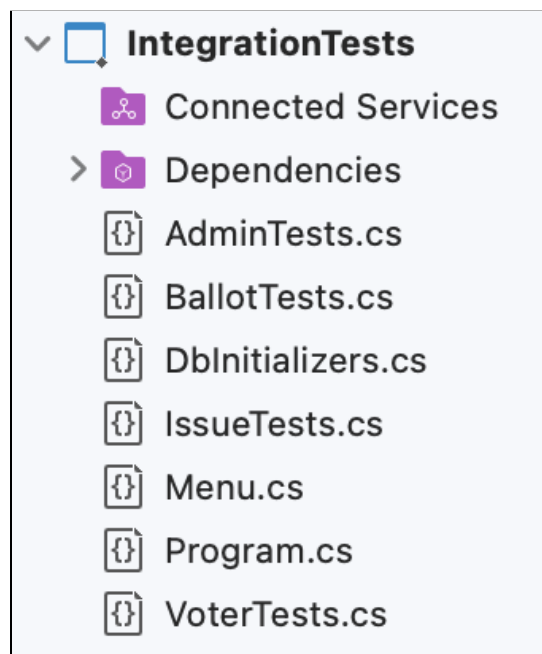 IntegrationTests
Connected Services
Dependencies
AdminTests.cs
BallotTests.cs
DbInitializers.cs
IssueTests.cs
Menu.cs
Program.cs
VoterTests.cs